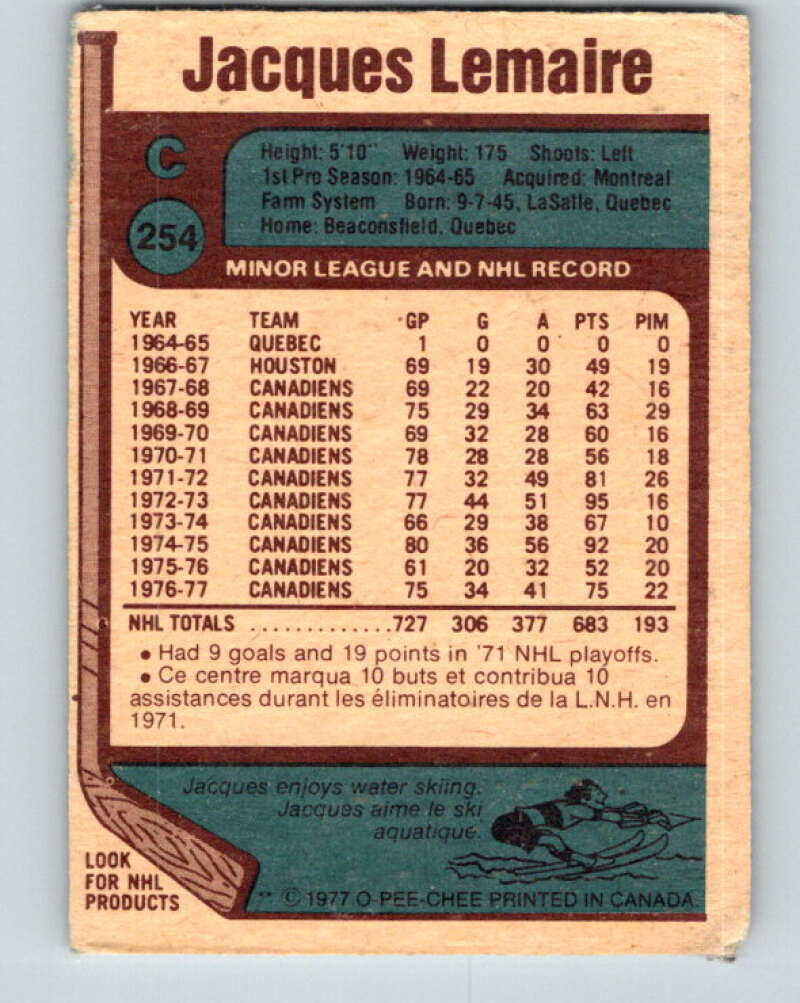 Jacques Lemaire
C
254
Height: 5'10" Weight: 175 Shoots: Left
1st Pro Season: 1964-65 Acquired: Montreal
Farm System Born: 9-7-45, LaSalle, Quebec
Home: Beaconsfield, Quebec
MINOR LEAGUE AND NHL RECORD
YEAR TEAM GP G A PTS PIM
1964-65 QUEBEC 1 0 0 0 0
1966-67 HOUSTON 69 19 30 49 19
1967-68 CANADIENS 69 22 20 42 16
1968-69 CANADIENS 75 29 34 63 29
1969-70 CANADIENS 69 32 28 60 16
1970-71 CANADIENS 78 28 28 56 18
1971-72 CANADIENS 77 32 49 81 26
1972-73 CANADIENS 77 44 51 95 16
1973-74 CANADIENS 66 29 38 67 10
1974-75 CANADIENS 80 36 56 92 20
1975-76 CANADIENS 61 20 32 52 20
1976-77 CANADIENS 75 34 41 75 22
NHL TOTALS .............727 306 377 683 193
• Had 9 goals and 19 points in '71 NHL playoffs.
• Ce centre marqua 10 buts et contribua 10
assistances durant les éliminatoires de la L.N.H. en
1971.
Jacques enjoys water skiing.
Jacques aime le ski
aquatique.
LOOK
FOR NHL
PRODUCTS
** © 1977 O-PEE-CHEE PRINTED IN CANADA.